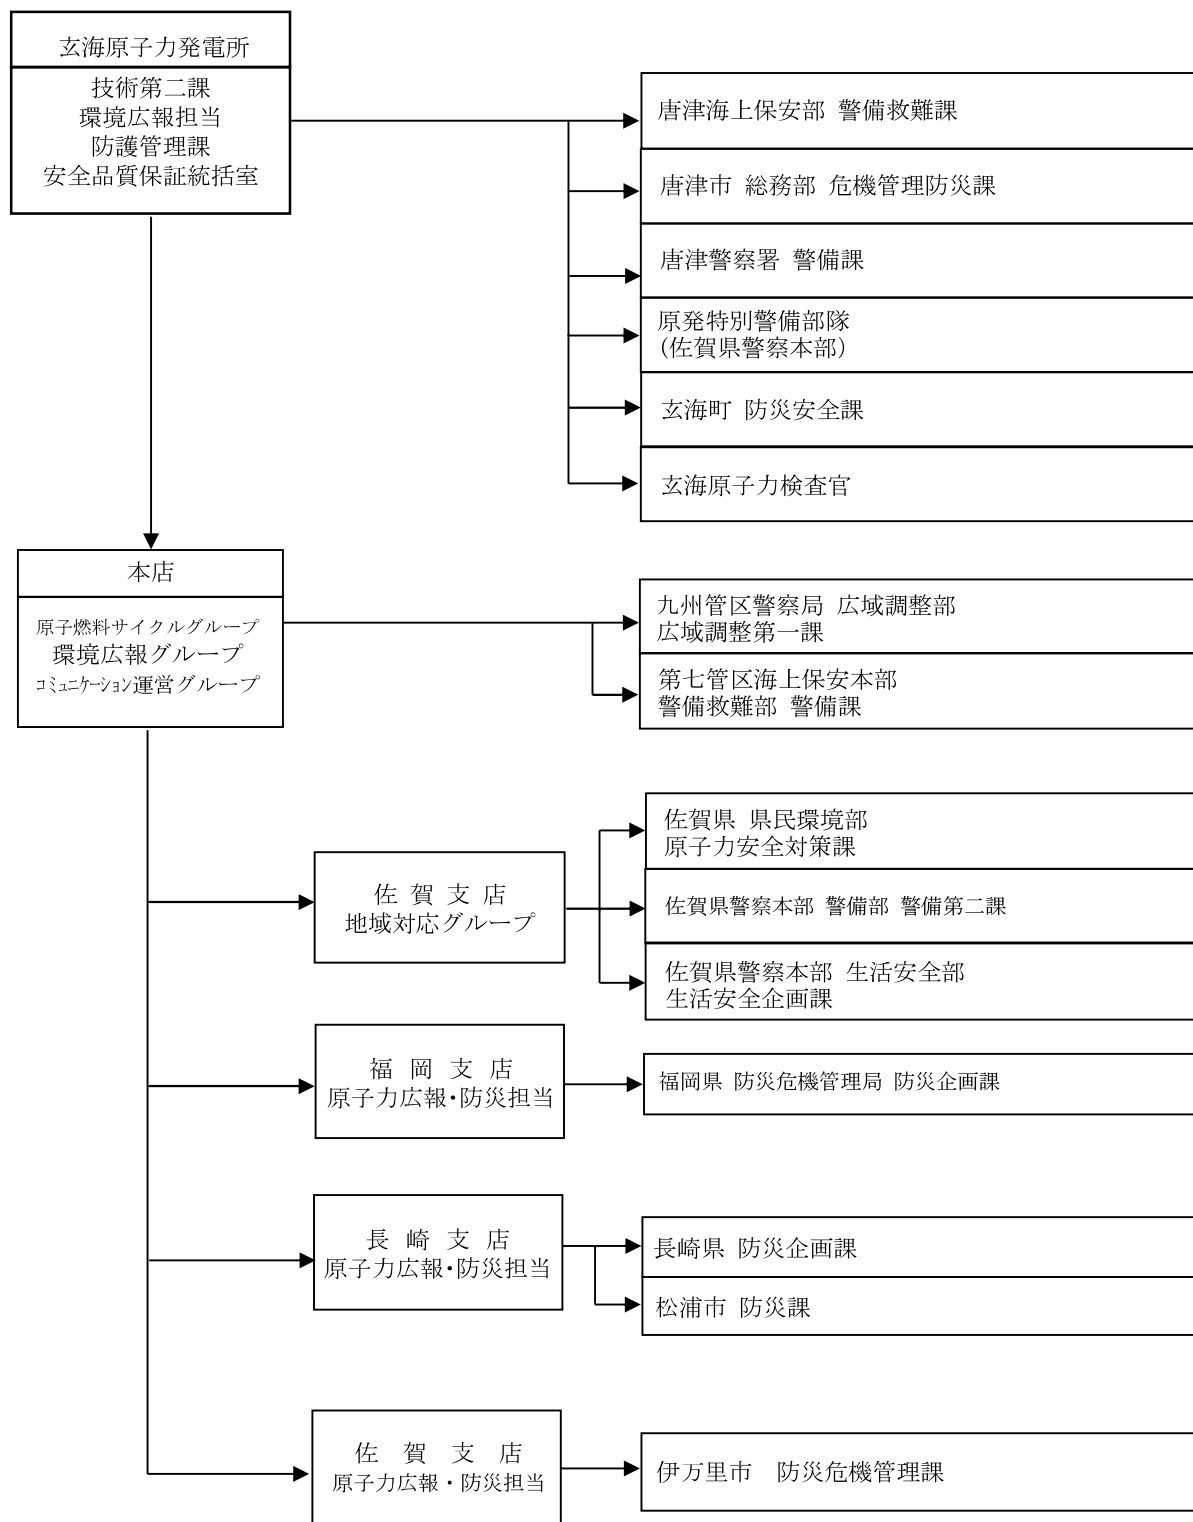 玄海原子力発電所
技術第二課
環境広報担当
防護管理課
安全品質保証統括室
唐津海上保安部 警備救難課
唐津市 総務部 危機管理防災課
唐津警察署 警備課
原発特別警備部隊
(佐賀県警察本部)
玄海町 防災安全課
玄海原子力検査官
本店
原子燃料サイクルグループ
環境広報グループ
コミュニケーション運営グループ
九州管区警察局 広域調整部
広域調整第一課
第七管区海上保安本部
警備救難部 警備課
佐賀支店
地域対応グループ
佐賀県 県民環境部
原子力安全対策課
佐賀県警察本部 警備部 警備第二課
佐賀県警察本部 生活安全部
生活安全企画課
福岡支店
原子力広報・防災担当
福岡県 防災危機管理局 防災企画課
長崎支店
原子力広報・防災担当
長崎県 防災企画課
松浦市 防災課
佐賀支店
原子力広報・防災担当
伊万里市 防災危機管理課